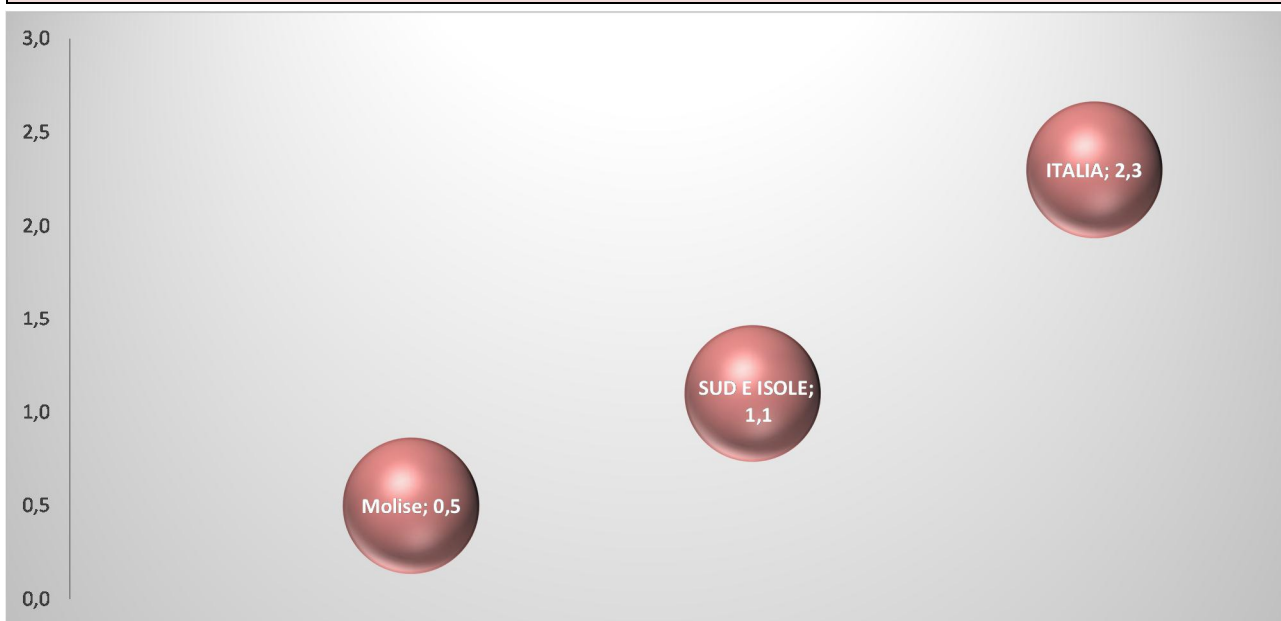 3,0
2,5
2,0
1,5
1,0
0,5
0,0
ITALIA; 2,3
SUD E ISOLE;
1,1
Molise; 0,5